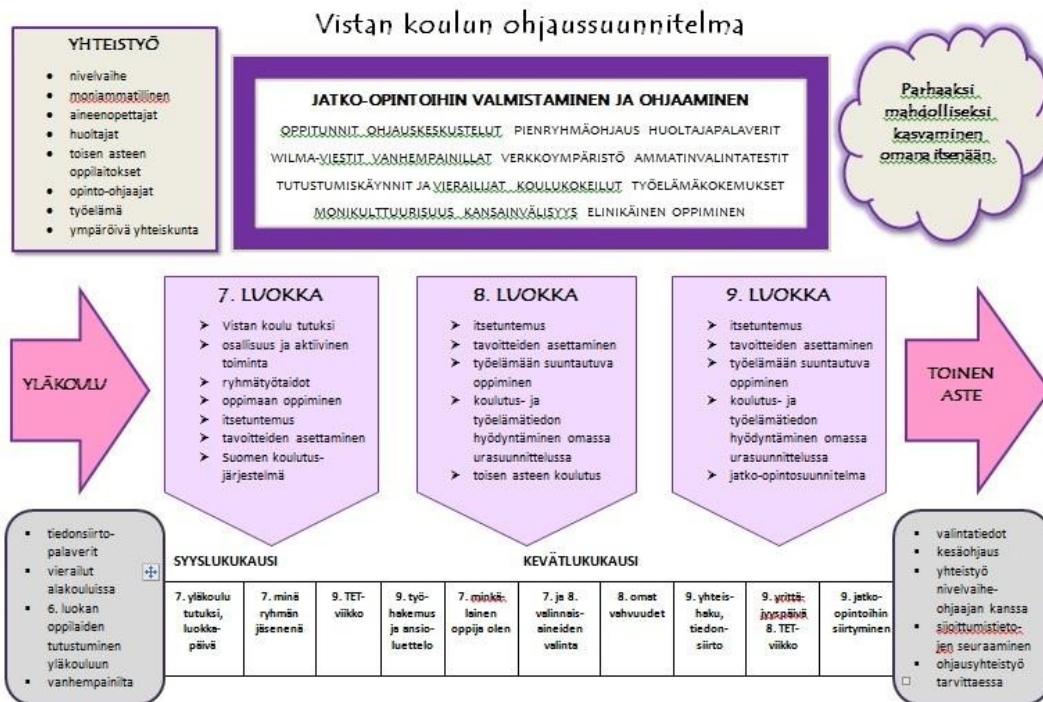 Vistan koulun ohjaussuunnitelma
YHTEISTYÖ
nivelvaihe
moniammatillinen
aineenopettajat
huoltajat
toisen asteen
oppilaitokset
opinto-ohjaajat
työelämä
ympäröivä yhteiskunta
JATKO-OPINTOIHIN VALMISTAMINEN JA OHJAAMINEN
OPPITUNNIT OHJAUSKESKUSTELUT PIENRYHMÄOHJAUS HUOLTAJAPALAVERIT
WILMA-VIESTIT VANHEMPAINILLAT VERKKOYMPÄRISTÖ AMMATINVALINTATESTIT
TUTUSTUMISKÄYNNIT JA VIERAILIJAT KOULUKOKEILUT TYÖELÄMÄKOKEMUKSET
MONIKULTTUURISUUS KANSAINVÄLISYYS ELINIKÄINEN OPPIMINEN
Parhaaksi
mahdolliseksi
kasvaminen
omana itsenään.
YLÄKOULU
7. LUOKKA
Vistan koulu tutuksi
osallisuus ja aktiivinen
toiminta
ryhmätyötaidot
oppimaan oppiminen
itsetuntemus
tavoitteiden asettaminen
Suomen koulutus-
järjestelmä
8. LUOKKA
itsetuntemus
tavoitteiden asettaminen
työelämään suuntautuva
oppiminen
koulutus- ja
työelämätiedon
hyödyntäminen omassa
urasuunnittelussa
toisen asteen koulutus
9. LUOKKA
itsetuntemus
tavoitteiden asettaminen
työelämään suuntautuva
oppiminen
koulutus- ja
työelämätiedon
hyödyntäminen omassa
urasuunnittelussa
jatko-opintosuunnitelma
TOINEN
ASTE
tiedonsiirto-
palaverit
vierailut
alakouluissa
6. luokan
oppilaiden
tutustuminen
yläkouluun
vanhempainilta
SYYSLUKUKAUSI
KEVÄTLUKUKAUSI
7. yläkoulu
tutuksi,
luokka-
päivä
7. minä
ryhmän
jäsenenä
9. TET-
viikko
9. työ-
hakemus
ja ansio-
luettelo
7. minkä-
lainen
oppija olen
7. ja 8.
valinnais-
aineiden
valinta
8. omat
vahvuudet
9. yhteis-
haku,
tiedon-
siirto
9. yrittä-
jyyspäivä
8. TET-
viikko
9. jatko-
opintoihin
siirtyminen
valintatiedot
kesäohjaus
yhteistyö
nivelvaihe-
ohjaajan kanssa
sijoittumistieto-
jen seuraaminen
ohjausyhteistyö
tarvittaessa